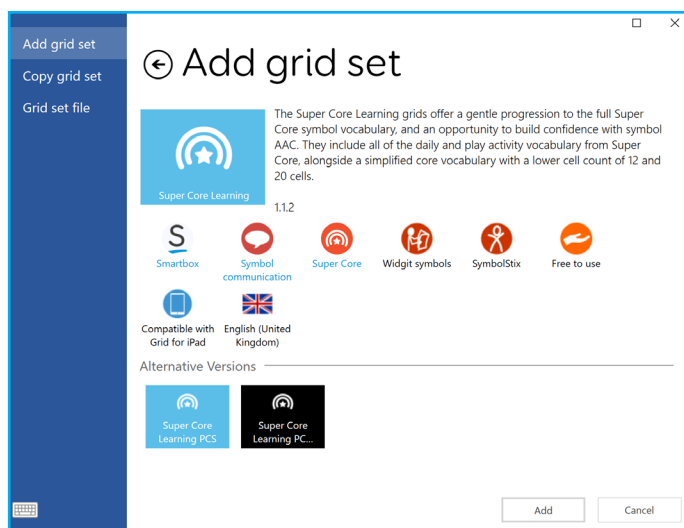 Add grid set
Copy grid set
Grid set file
Add grid set
The Super Core Learning grids offer a gentle progression to the full Super
Core symbol vocabulary, and an opportunity to build confidence with symbol
AAC. They include all of the daily and play activity vocabulary from Super
Core, alongside a simplified core vocabulary with a lower cell count of 12 and
20 cells.
Super Core Learning
1.1.2
S
Smartbox
Symbol
communication
Super Core
Widgit symbols
SymbolStix
Free to use
Compatible with
Grid for iPad
English (United
Kingdom)
Alternative Versions
Super Core
Learning PCS
Super Core
Learning PC...
Add
Cancel